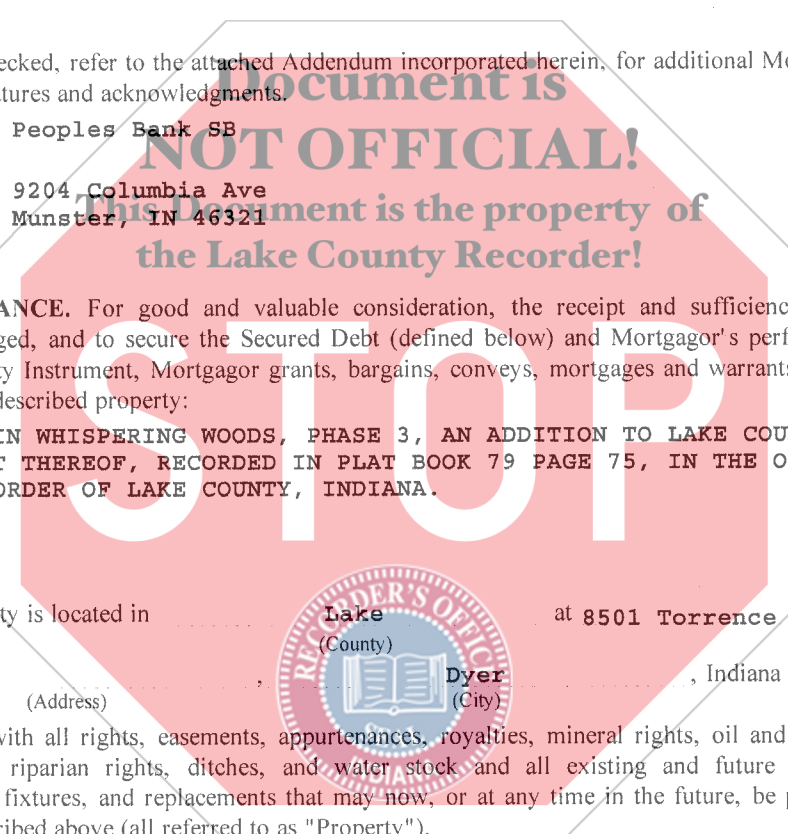 ecked, refer to the attached Addendum incorporated herein, for additional Mo
atures and acknowledgments.
Document is
Peoples Bank SB
NOT OFFICIAL!
9204 Columbia Ave
This Document is the property of
Munster, IN 46321
the Lake County Recorder!
ANCE. For good and valuable consideration, the receipt and sufficienc
ged, and to secure the Secured Debt (defined below) and Mortgagor's perf
ty Instrument, Mortgagor grants, bargains, conveys, mortgages and warrants
described property:
STOP
IN WHISPERING WOODS, PHASE 3, AN ADDITION TO LAKE COU
T THEREOF, RECORDED IN PLAT BOOK 79 PAGE 75, IN THE O
ORDER OF LAKE COUNTY, INDIANA.
ty is located in Lake at 8501 Torrence
(County)
, Dyer , Indiana
(Address) (City)
RECORDER'S OFFICE
SEAL
INDIANA
with all rights, easements, appurtenances, royalties, mineral rights, oil and
riparian rights, ditches, and water stock and all existing and future
fixtures, and replacements that may now, or at any time in the future, be p
ribed above (all referred to as "Property").